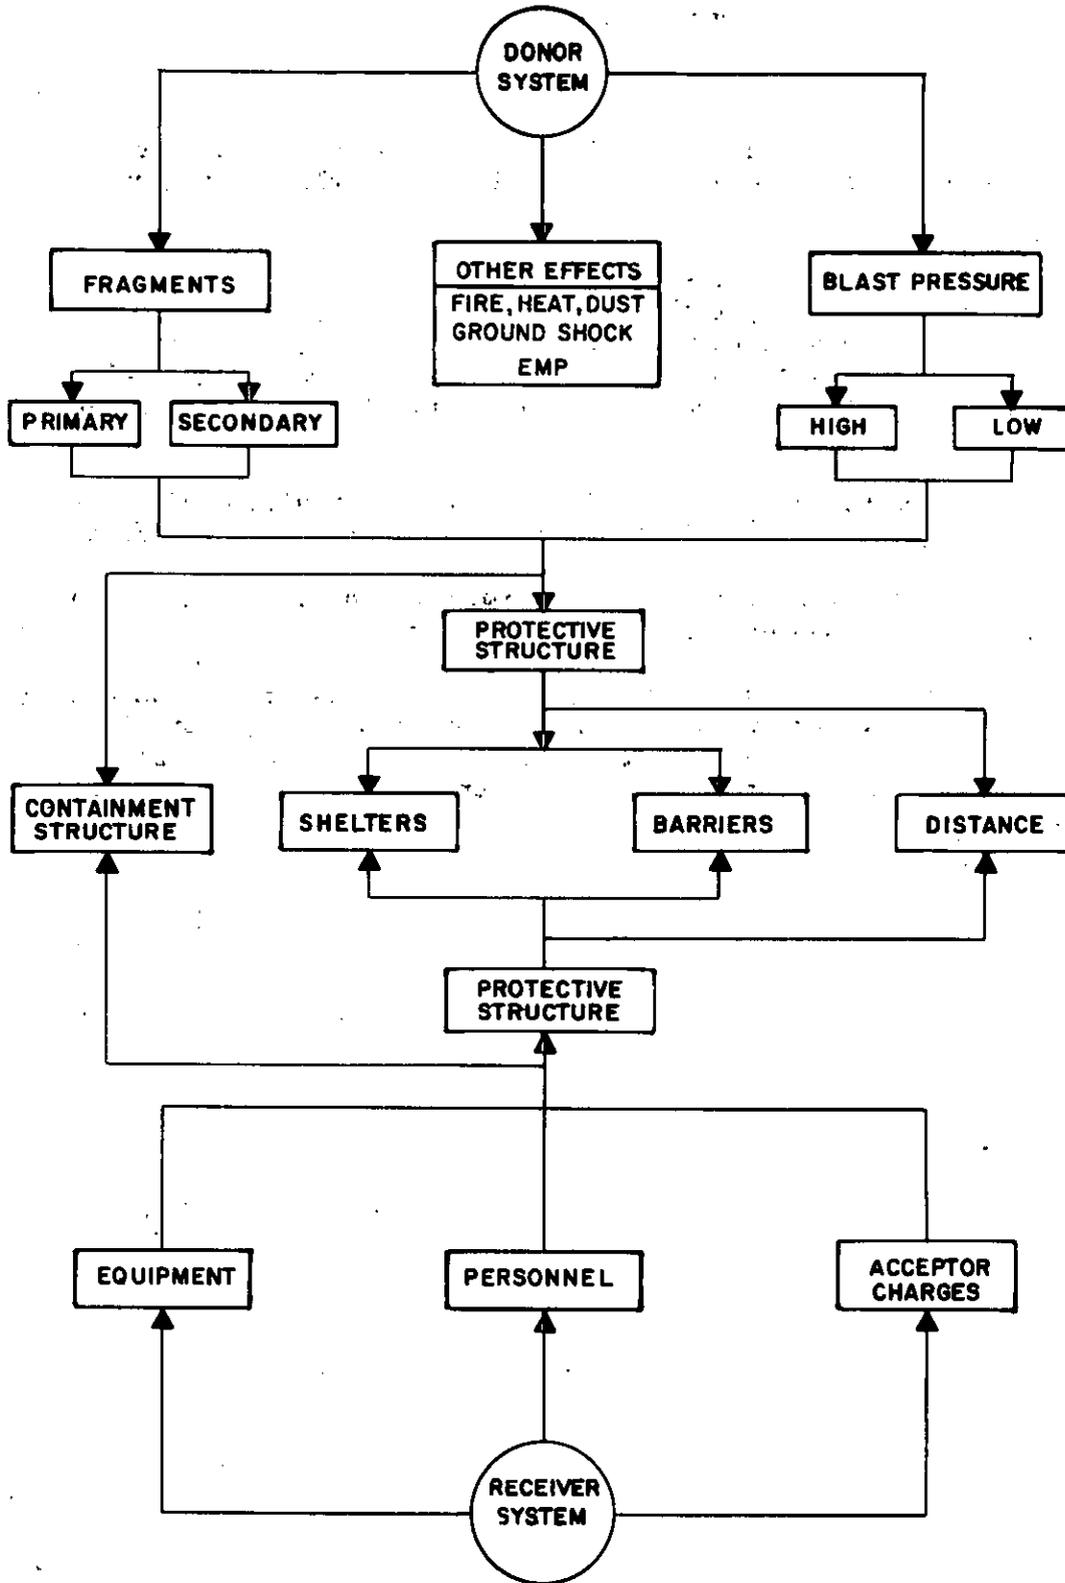 DONOR
SYSTEM
FRAGMENTS
OTHER EFFECTS
FIRE, HEAT, DUST
GROUND SHOCK
EMP
BLAST PRESSURE
PRIMARY
SECONDARY
HIGH
LOW
PROTECTIVE
STRUCTURE
CONTAINMENT
STRUCTURE
SHELTERS
BARRIERS
DISTANCE
PROTECTIVE
STRUCTURE
EQUIPMENT
PERSONNEL
ACCEPTOR
CHARGES
RECEIVER
SYSTEM